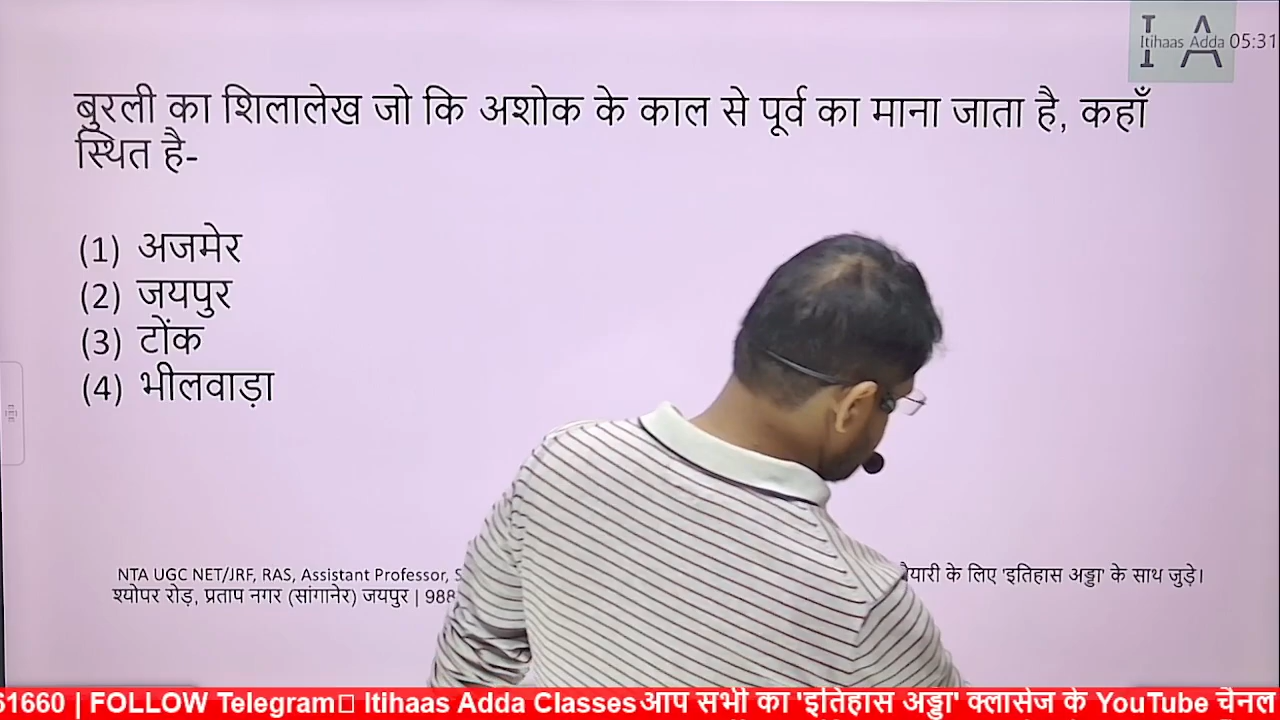 I A
Itihaas Adda 05:31
बुरली का शिलालेख जो कि अशोक के काल से पूर्व का माना जाता है, कहाँ
स्थित है-
(1) अजमेर
(2) जयपुर
(3) टोंक
(4) भीलवाड़ा
NTA UGC NET/JRF, RAS, Assistant Professor, के लिए 'इतिहास अड्डा' के साथ जुड़े।
श्योपर रोड़, प्रताप नगर (सांगानेर) जयपुर | 988
61660 | FOLLOW Telegram Itihaas Adda Classes आप सभी का 'इतिहास अड्डा' क्लासेज के YouTube चैनल